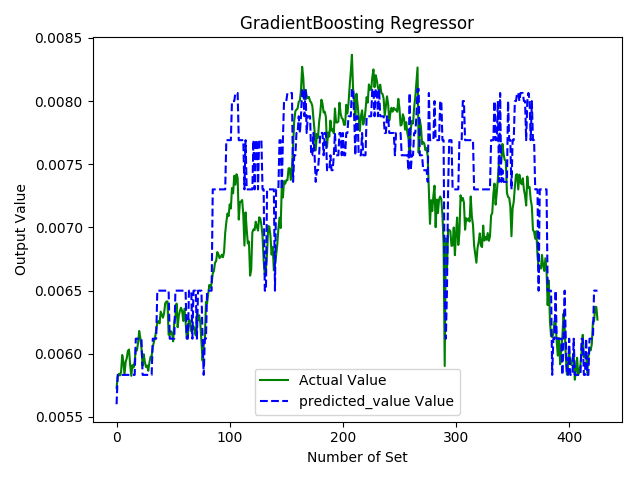 GradientBoosting Regressor
0.0085
0.0080
0.0075
0.0070
0.0065
0.0060
0.0055
Output Value
Actual Value
predicted_value Value
0 100 200 300 400
Number of Set